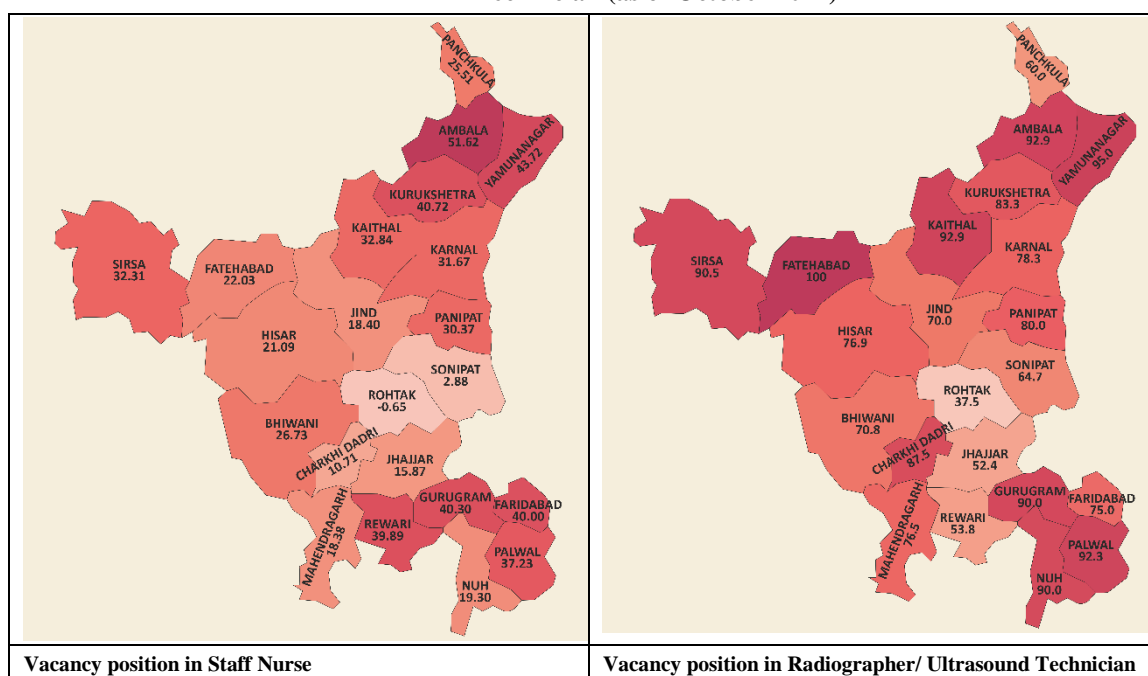 PANCHKULA
25.51
AMBALA
51.62
YAMUNANAGAR
43.72
KURUKSHETRA
40.72
KAITHAL
32.84
KARNAL
31.67
SIRSA
32.31
FATEHABAD
22.03
JIND
18.40
PANIPAT
30.37
HISAR
21.09
SONIPAT
2.88
ROHTAK
-0.65
BHIWANI
26.73
CHARKHI DADRI
10.71
JHAJJAR
15.87
GURUGRAM
40.30
FARIDABAD
40.00
REWARI
39.89
MAHENDRAGARH
18.38
PALWAL
37.23
NUH
19.30
Vacancy position in Staff Nurse
PANCHKULA
60.0
AMBALA
92.9
YAMUNANAGAR
95.0
KURUKSHETRA
83.3
KAITHAL
92.9
KARNAL
78.3
SIRSA
90.5
FATEHABAD
100
JIND
70.0
PANIPAT
80.0
HISAR
76.9
SONIPAT
64.7
ROHTAK
37.5
BHIWANI
70.8
CHARKHI DADRI
87.5
JHAJJAR
52.4
GURUGRAM
90.0
FARIDABAD
75.0
REWARI
53.8
MAHENDRAGARH
76.5
PALWAL
92.3
NUH
90.0
Vacancy position in Radiographer/ Ultrasound Technician